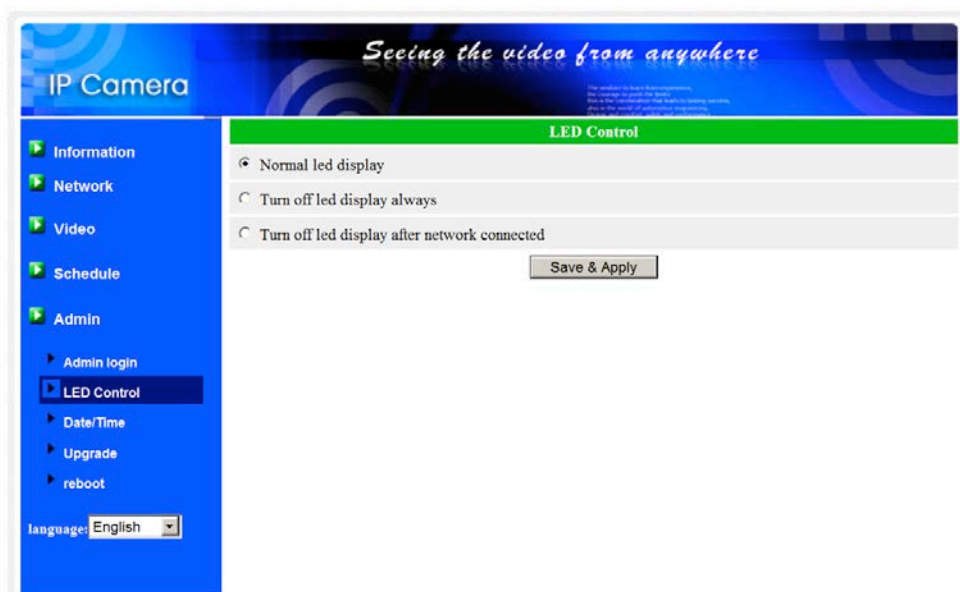 Seeing the video from anywhere
IP Camera
Information
Network
Video
Schedule
Admin
Admin login
LED Control
Date/Time
Upgrade
reboot
language: English
LED Control
Normal led display
Turn off led display always
Turn off led display after network connected
Save & Apply